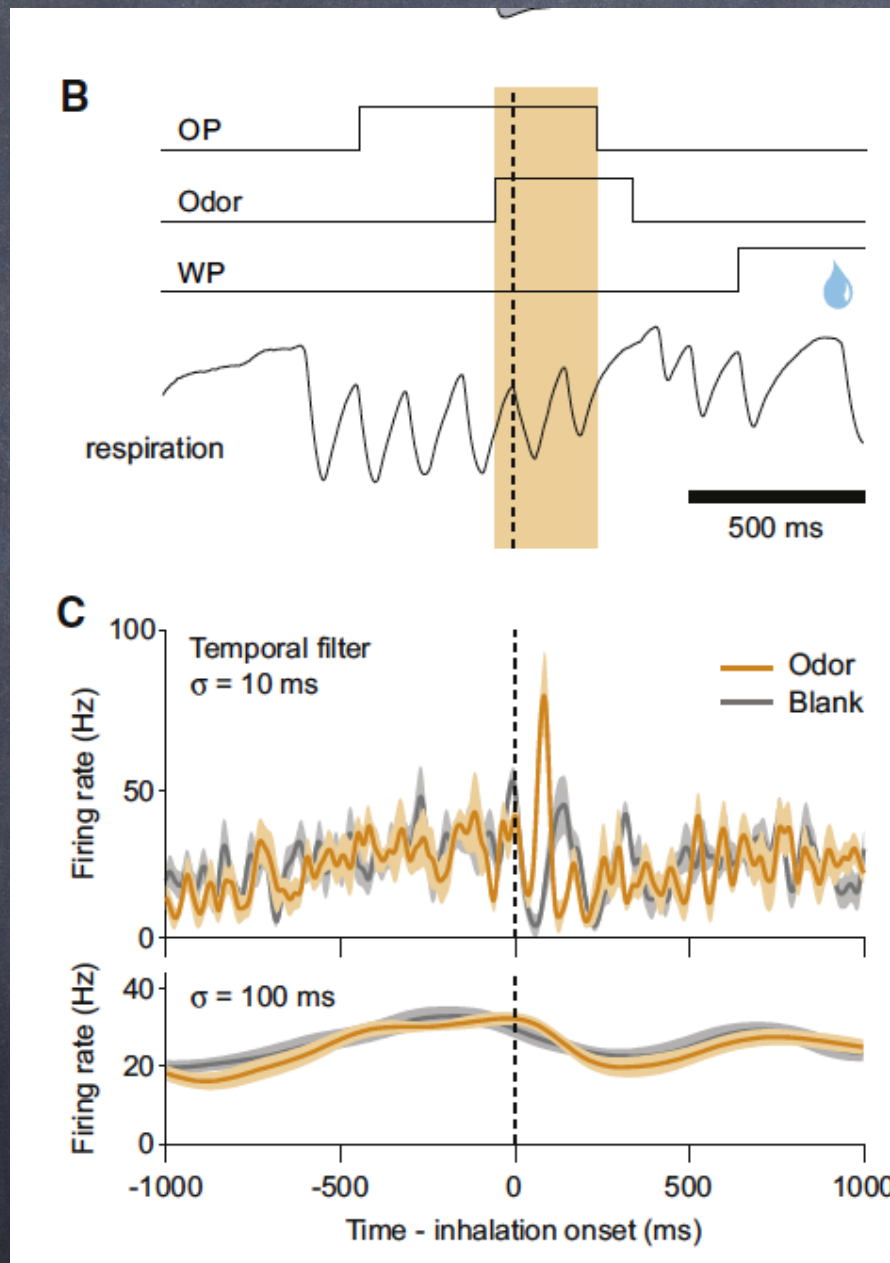 B
OP
Odor
WP
respiration
500 ms
C
100
Temporal filter
σ = 10 ms
Odor
Blank
Firing rate (Hz)
50
0
40
σ = 100 ms
Firing rate (Hz)
20
0
-1000
-500
0
500
1000
Time - inhalation onset (ms)